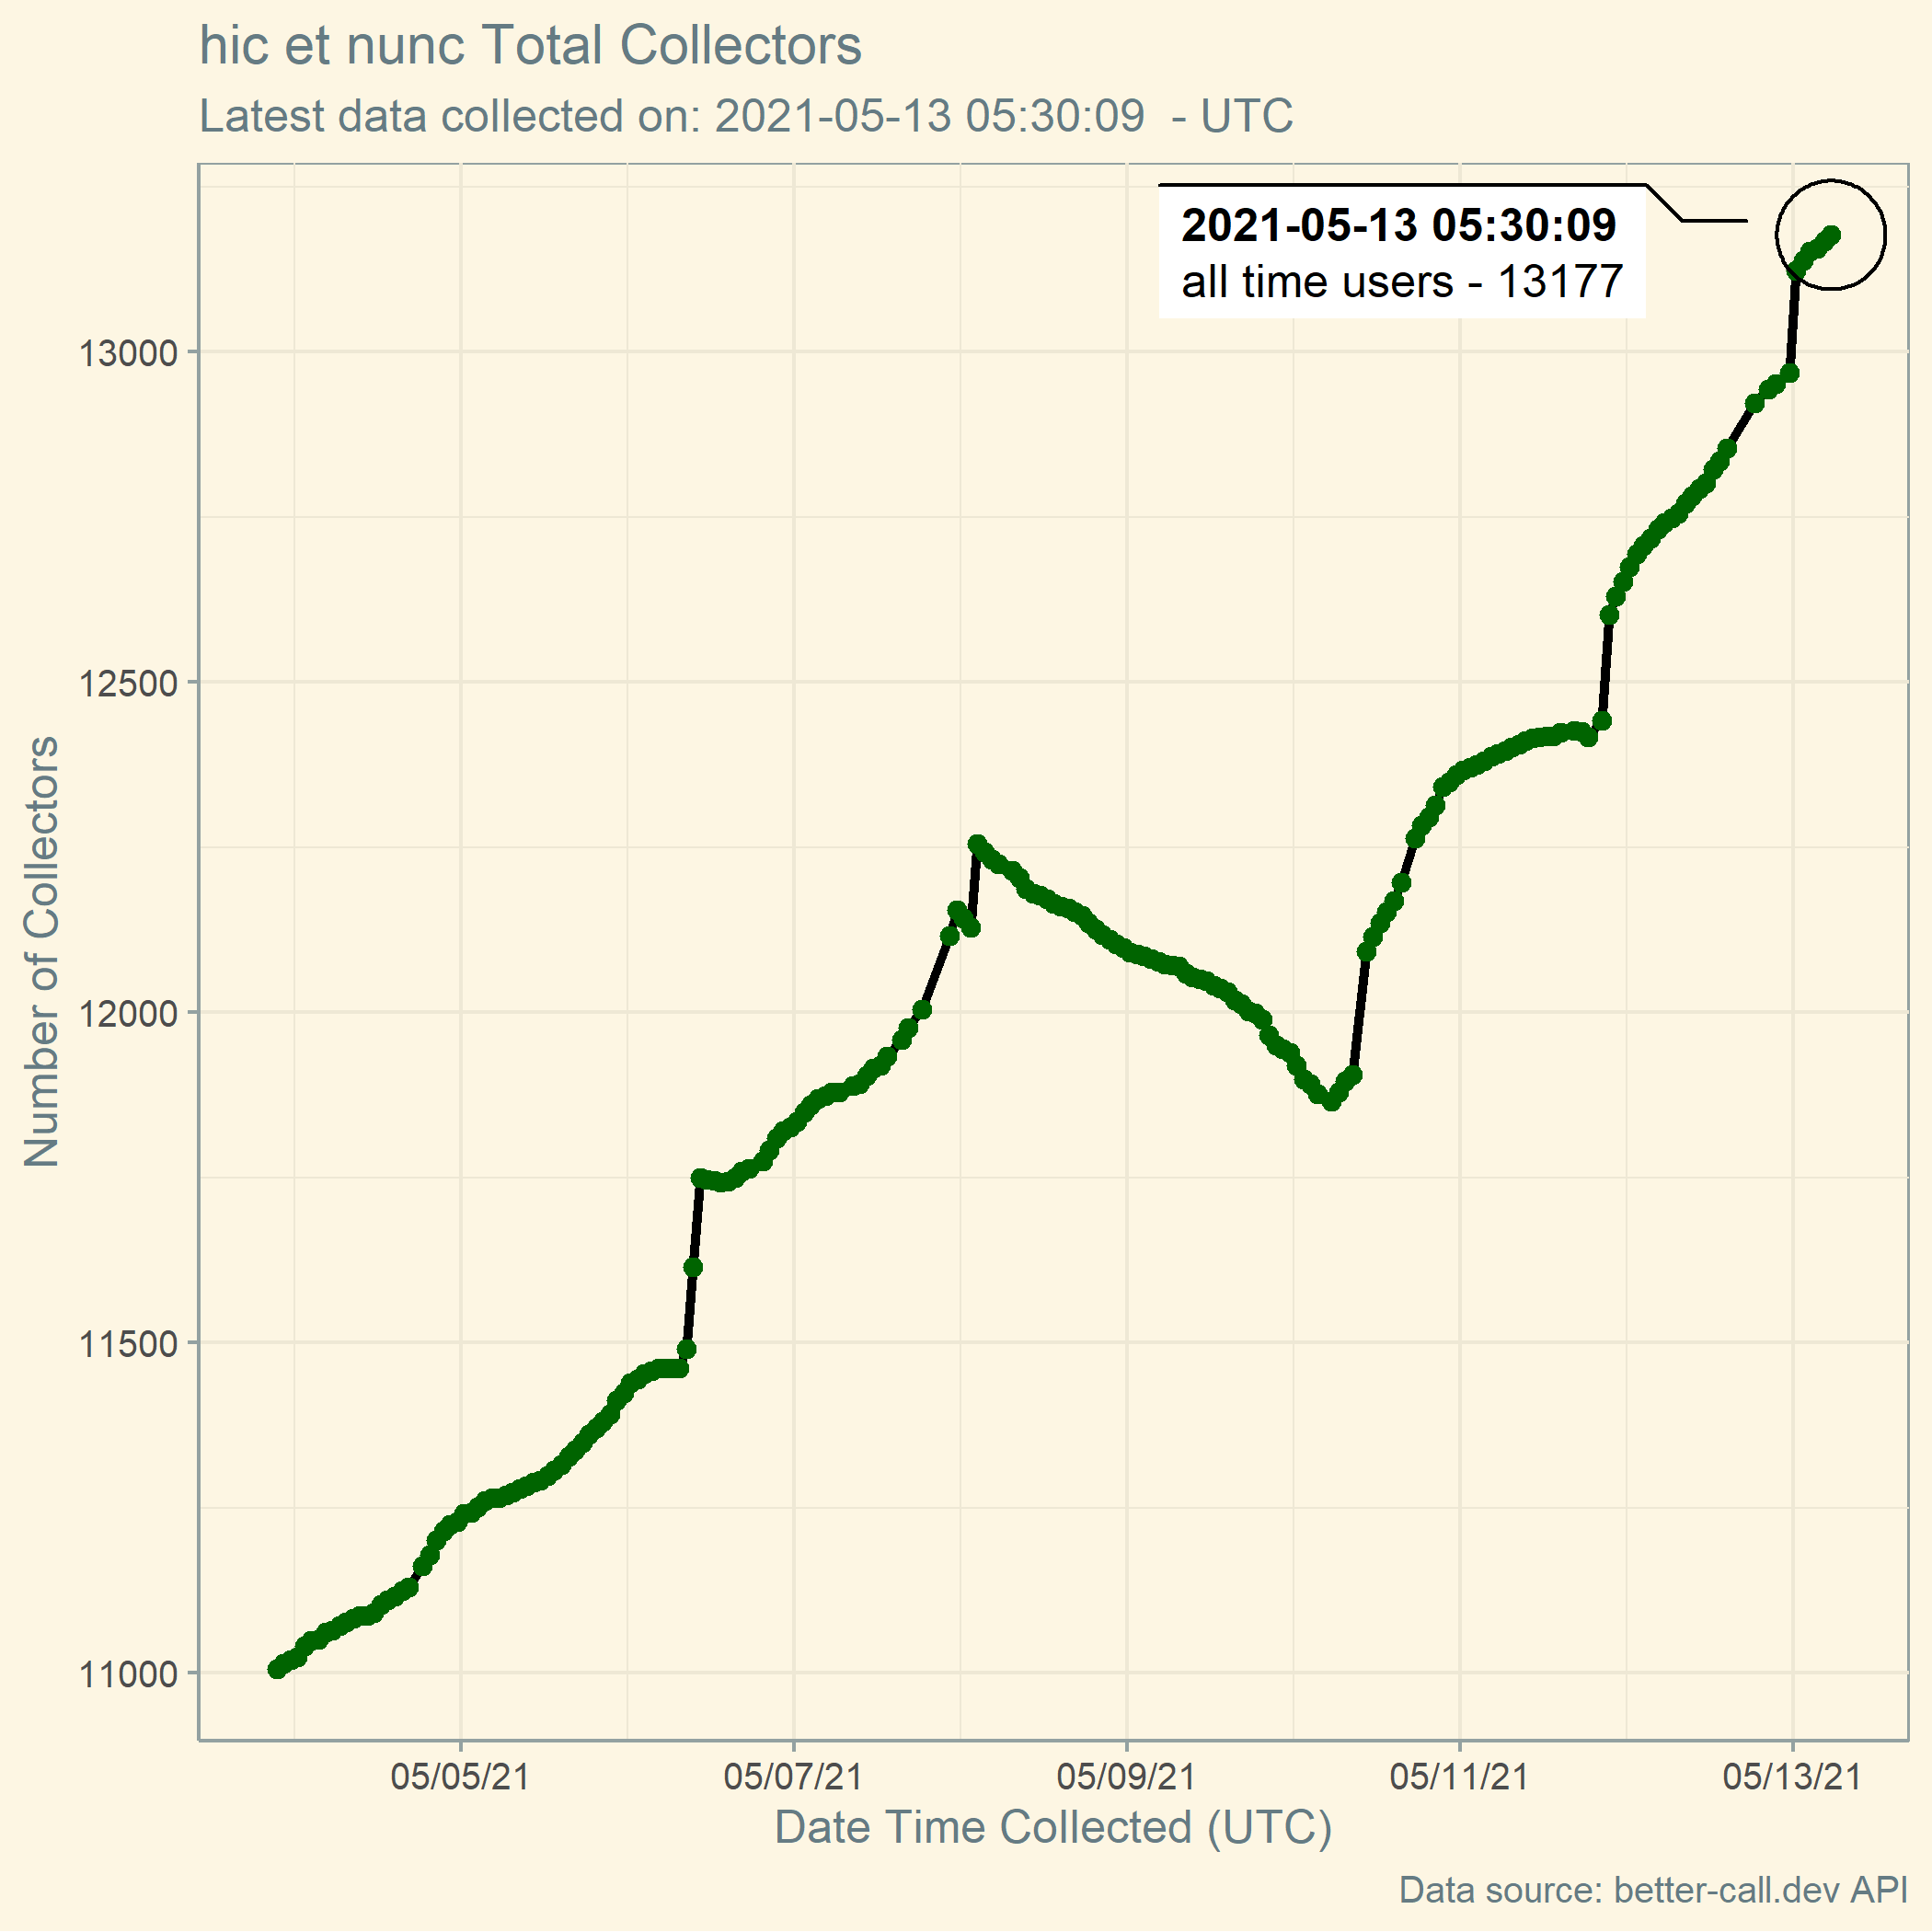 hic et nunc Total Collectors
Latest data collected on: 2021-05-13 05:30:09  - UTC
2021-05-13 05:30:09
all time users - 13177
Number of Collectors
13000
12500
12000
11500
11000
05/05/21
05/07/21
05/09/21
05/11/21
05/13/21
Date Time Collected (UTC)
Data source: better-call.dev API